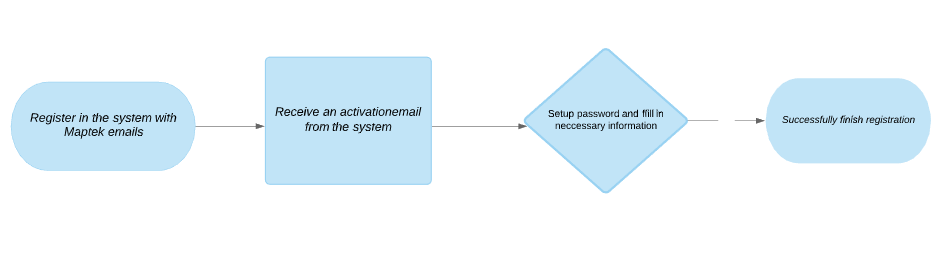 Register in the system with
Maptek emails
Receive an activationemail
from the system
Setup password and ffill in
neccessary information
Successfully finish registration